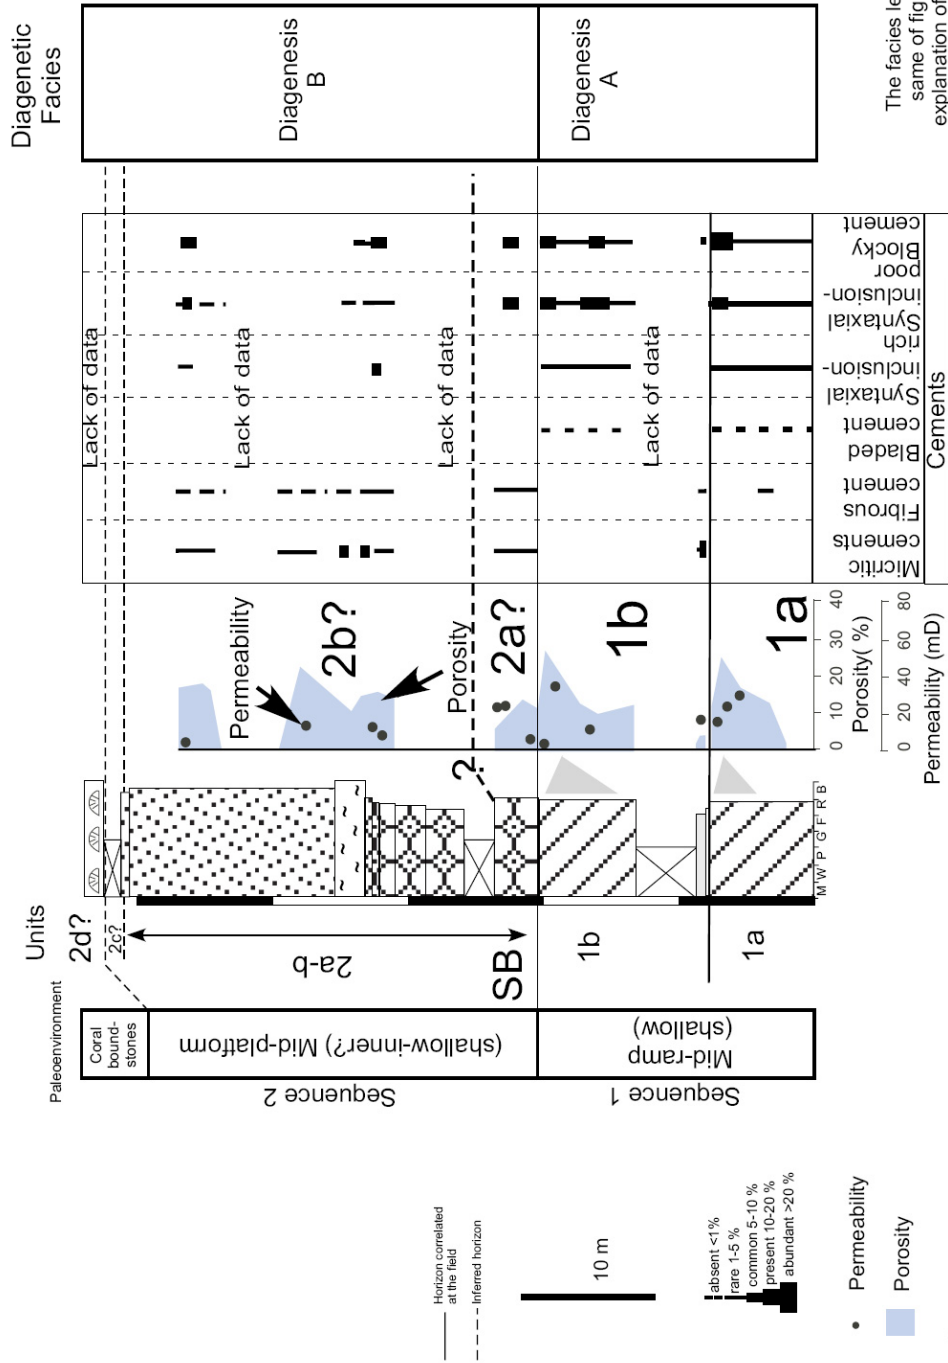 Diagenetic
Facies
Diagenesis
B
Diagenesis
A
The facies le
same of fig
explanation of
Paleoenvironment
Units
Coral
bound-
stones
2d?
2c?
2a-b
SB
1b
1a
Mid-platform
(shallow-inner?)
Sequence 2
Mid-ramp
(shallow)
Sequence 1
?
M W P G F R B
Permeability
2b?
Porosity
2a?
1b
1a
0 10 20 30 40
Porosity( %)
0 20 40 60 80
Permeability (mD)
Lack of data
Lack of data
Lack of data
Lack of data
Micritic
cements
Fibrous
cement
Bladed
cement
Syntaxial
inclusion-
rich
Syntaxial
inclusion-
poor
Blocky
cement
Cements
Horizon correlated
at the field
Inferred horizon
10 m
absent <1%
rare 1-5 %
common 5-10 %
present 10-20 %
abundant >20 %
Permeability
Porosity